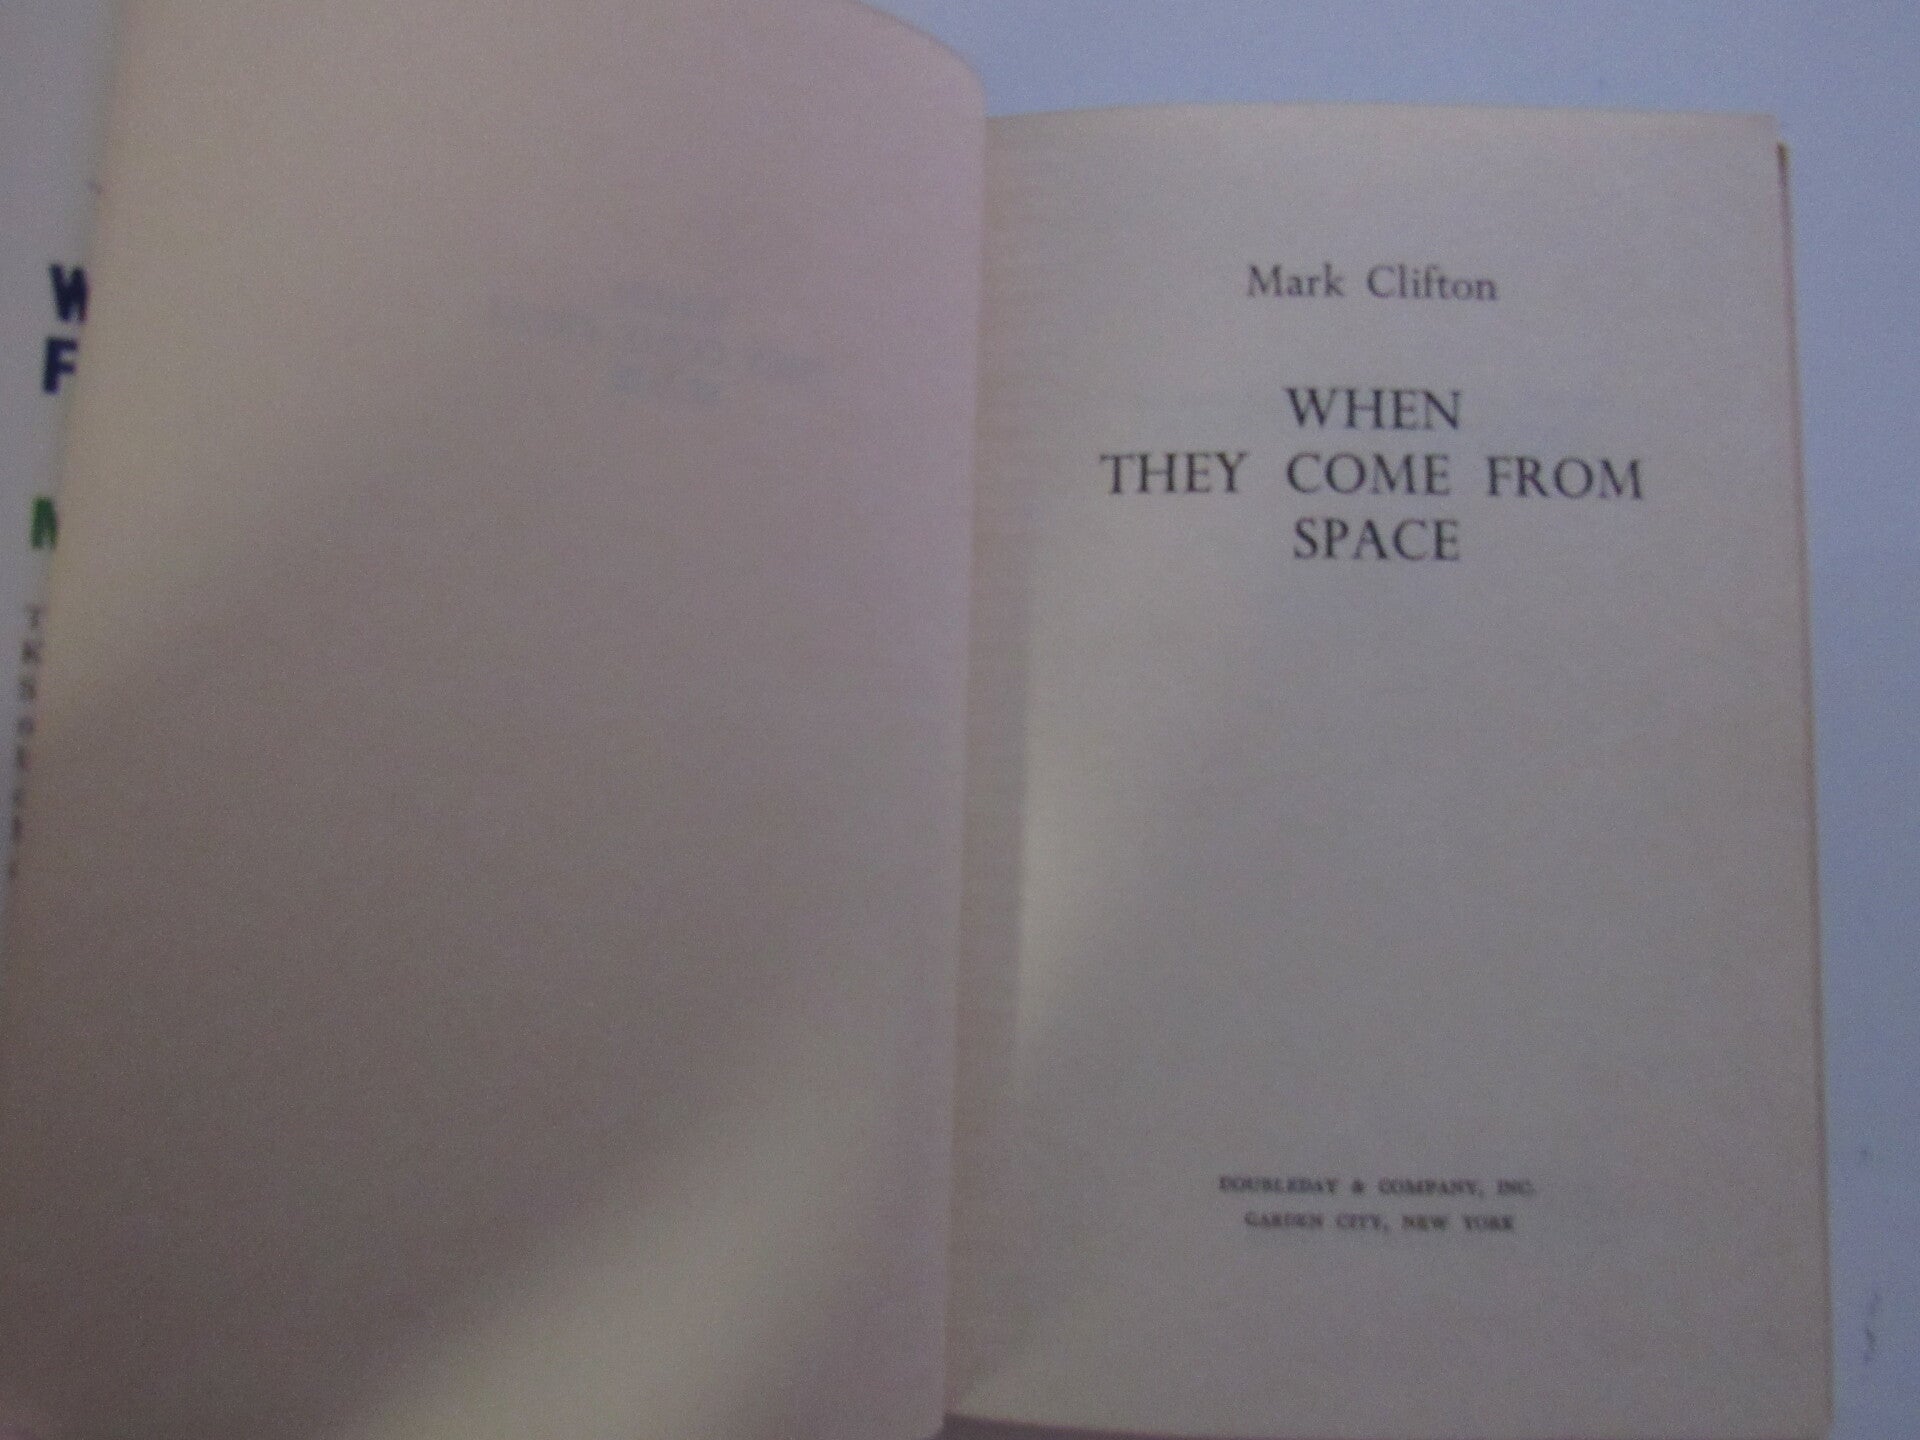 W
F
M
T
K
S
Mark Clifton
WHEN
THEY COME FROM
SPACE
DOUBLEDAY & COMPANY, INC.
GARDEN CITY, NEW YORK